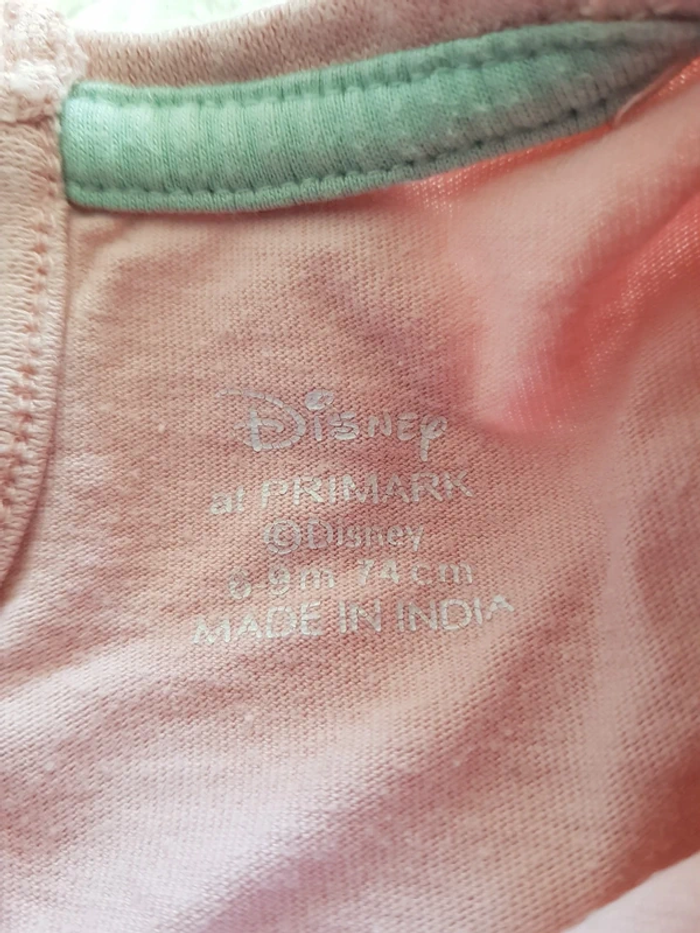 Disney
at PRIMARK
©Disney
6-9m 74cm
MADE IN INDIA